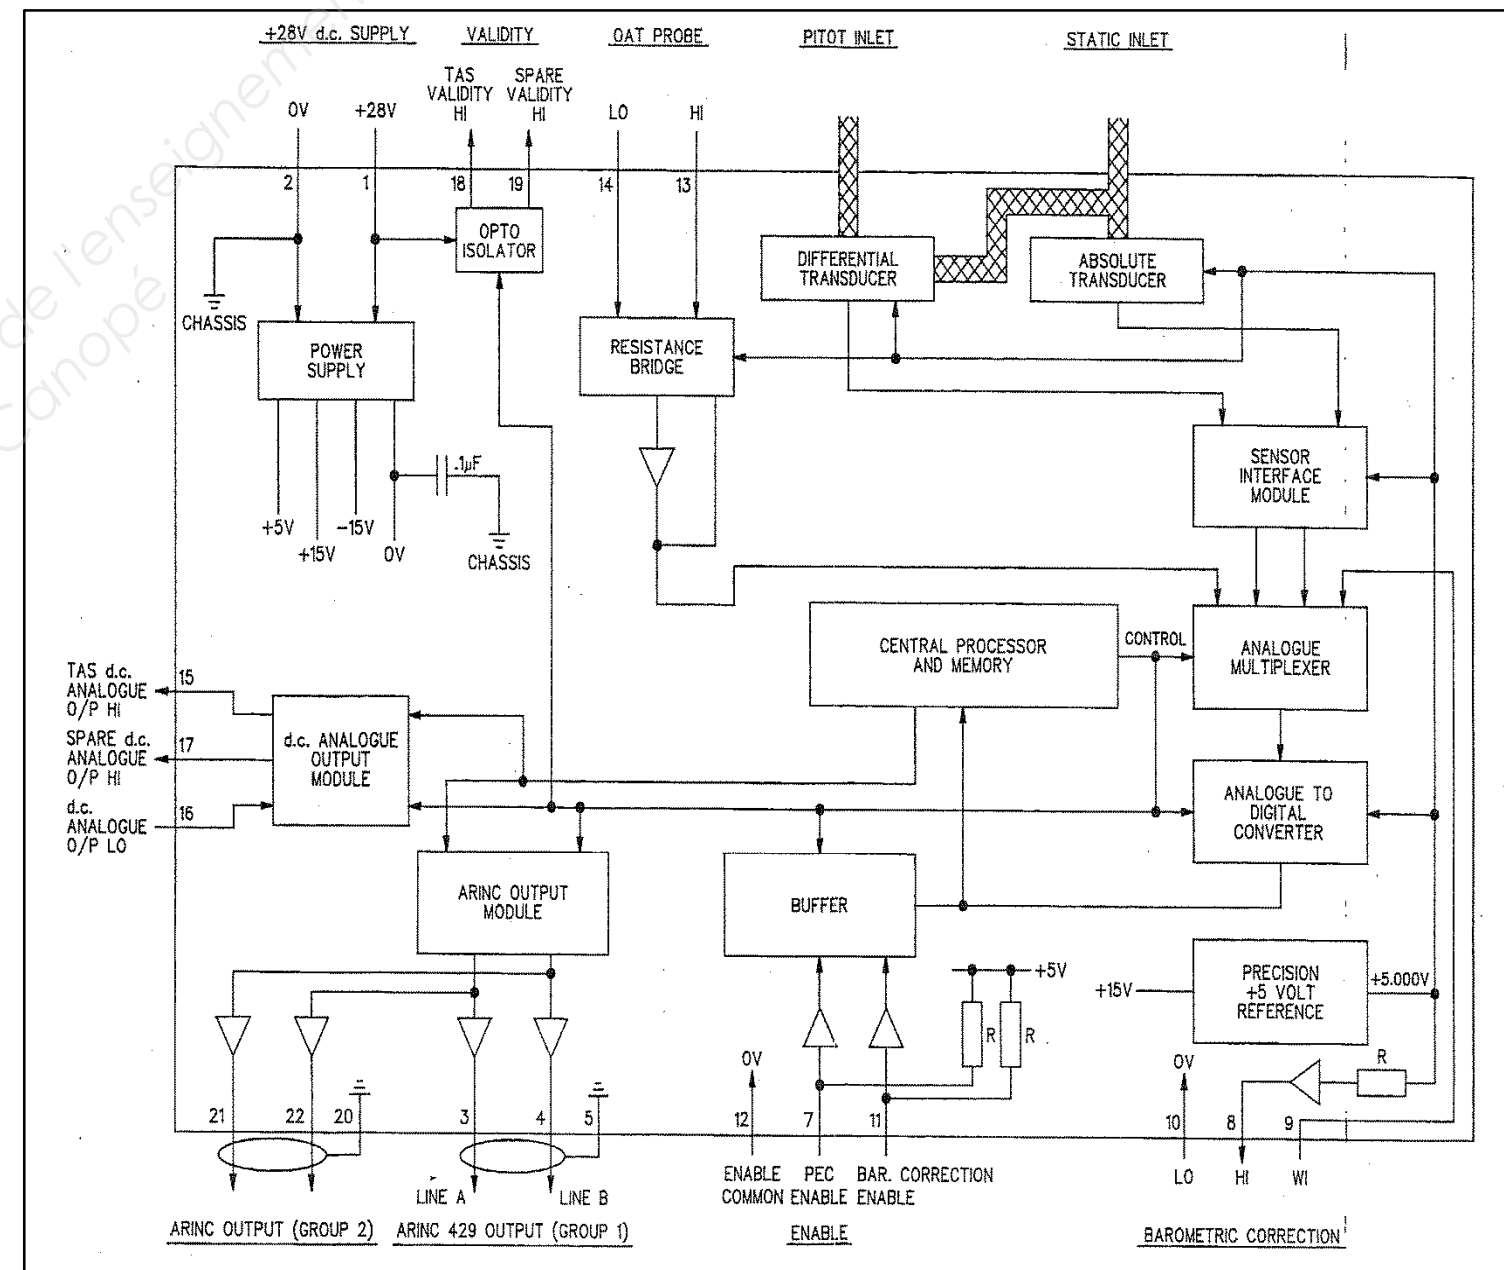 +28V d.c. SUPPLY
VALIDITY
OAT PROBE
PITOT INLET
STATIC INLET
0V
+28V
TAS
VALIDITY
HI
SPARE
VALIDITY
HI
LO
HI
2
1
18
19
14
13
OPTO
ISOLATOR
DIFFERENTIAL
TRANSDUCER
ABSOLUTE
TRANSDUCER
CHASSIS
POWER
SUPPLY
RESISTANCE
BRIDGE
.1µF
SENSOR
INTERFACE
MODULE
+5V
+15V
-15V
0V
CHASSIS
CENTRAL PROCESSOR
AND MEMORY
CONTROL
ANALOGUE
MULTIPLEXER
TAS d.c.
ANALOGUE
O/P HI
15
SPARE d.c.
ANALOGUE
O/P HI
17
d.c.
ANALOGUE
O/P LO
16
d.c. ANALOGUE
OUTPUT
MODULE
ANALOGUE TO
DIGITAL
CONVERTER
ARINC OUTPUT
MODULE
BUFFER
+5V
R
R
+15V
PRECISION
+5 VOLT
REFERENCE
+5.000V
R
0V
0V
21
22
20
3
4
5
12
7
11
10
8
9
LINE A
LINE B
ENABLE
COMMON
PEC
ENABLE
BAR. CORRECTION
ENABLE
LO
HI
WI
ARINC OUTPUT (GROUP 2)
ARINC 429 OUTPUT (GROUP 1)
ENABLE
BAROMETRIC CORRECTION
de l'enseignement
Canopé